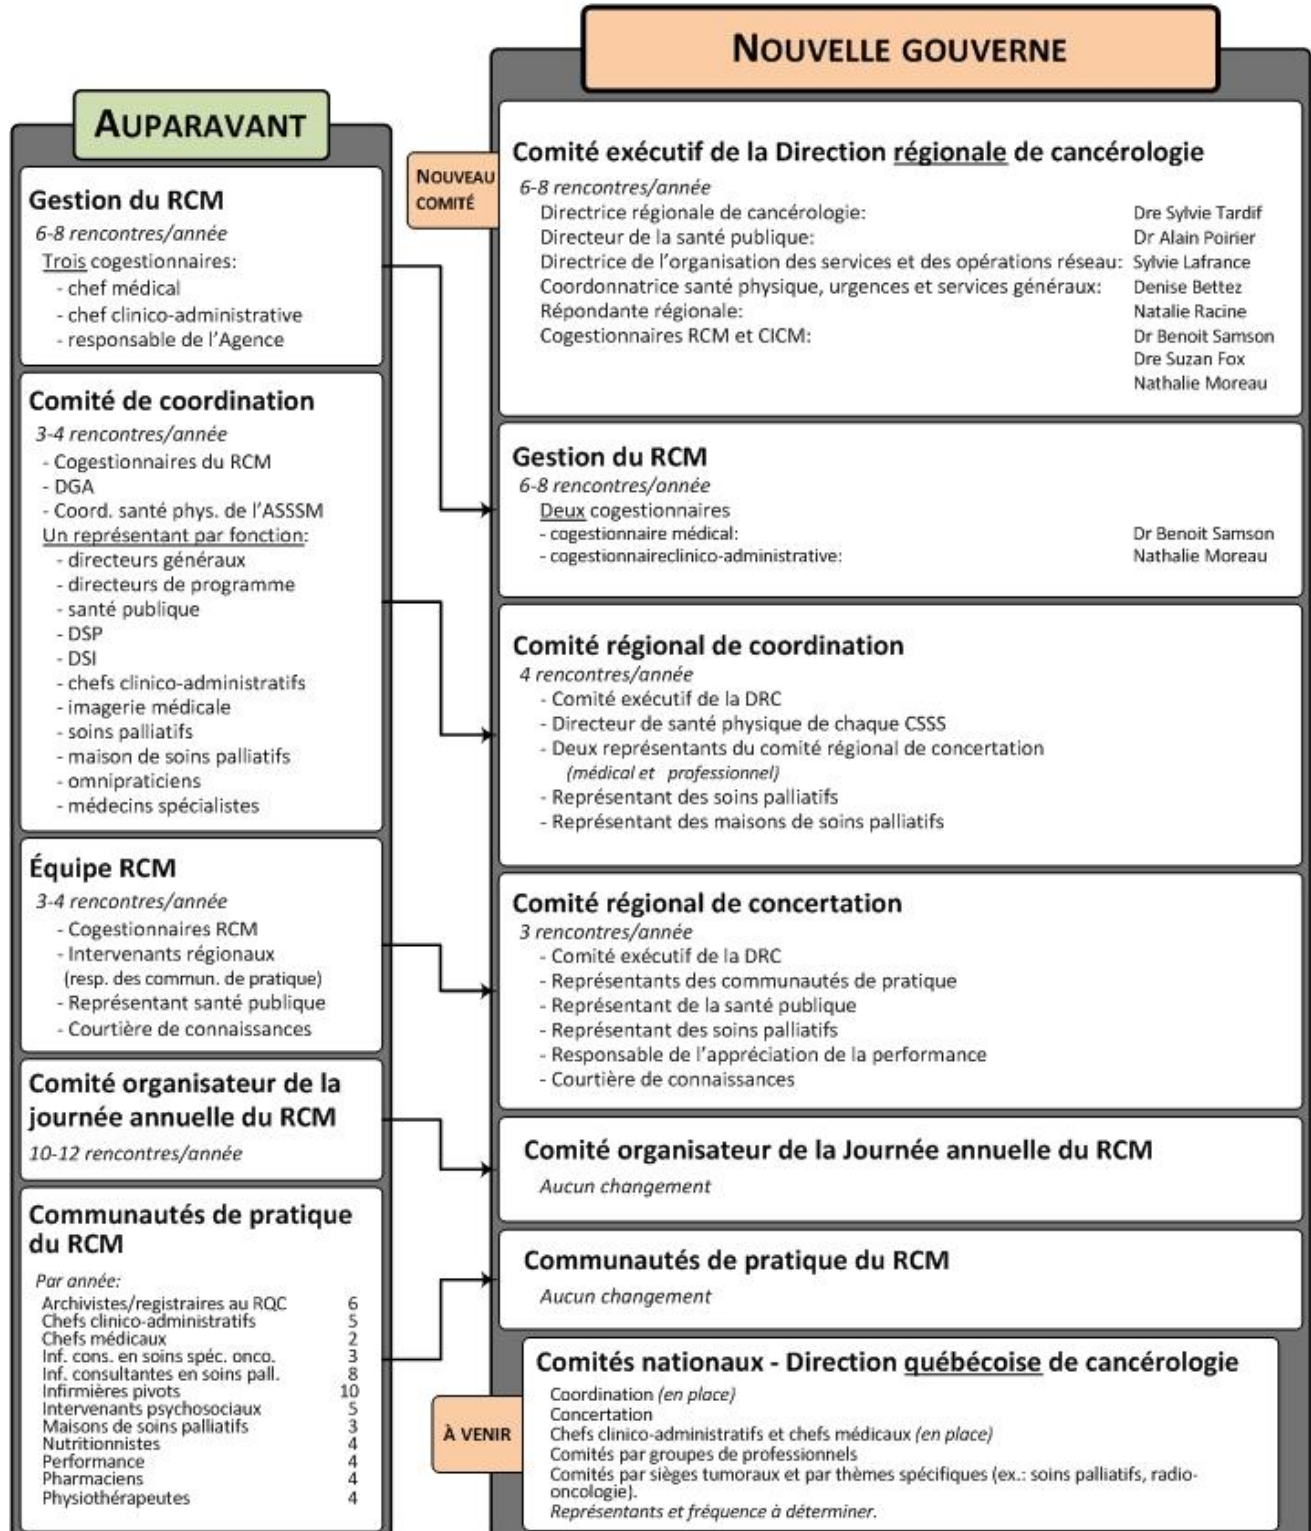 NOUVELLE GOUVERNE
AUPARAVANT
Gestion du RCM
6-8 rencontres/année
Trois cogestionnaires:
- chef médical
- chef clinico-administrative
- responsable de l'Agence
Comité de coordination
3-4 rencontres/année
- Cogestionnaires du RCM
- DGA
- Coord. santé phys. de l'ASSSM
Un représentant par fonction:
- directeurs généraux
- directeurs de programme
- santé publique
- DSP
- DSI
- chefs clinico-administratifs
- imagerie médicale
- soins palliatifs
- maison de soins palliatifs
- omnipraticiens
- médecins spécialistes
Équipe RCM
3-4 rencontres/année
- Cogestionnaires RCM
- Intervenants régionaux
(resp. des commun. de pratique)
- Représentant santé publique
- Courtière de connaissances
Comité organisateur de la
journée annuelle du RCM
10-12 rencontres/année
Communautés de pratique
du RCM
Par année:
Archivistes/registraires au RQC 6
Chefs clinico-administratifs 5
Chefs médicaux 2
Inf. cons. en soins spéc. onco. 3
Inf. consultantes en soins pall. 8
Infirmières pivots 10
Intervenants psychosociaux 5
Maisons de soins palliatifs 3
Nutritionnistes 4
Performance 4
Pharmaciens 4
Physiothérapeutes 4
NOUVEAU
COMITÉ
Comité exécutif de la Direction régionale de cancérologie
6-8 rencontres/année
Directrice régionale de cancérologie: Dre Sylvie Tardif
Directeur de la santé publique: Dr Alain Poirier
Directrice de l'organisation des services et des opérations réseau: Sylvie Lafrance
Coordonnatrice santé physique, urgences et services généraux: Denise Bettez
Répondante régionale: Natalie Racine
Cogestionnaires RCM et CICM: Dr Benoit Samson
Dre Suzan Fox
Nathalie Moreau
Gestion du RCM
6-8 rencontres/année
Deux cogestionnaires
- cogestionnaire médical: Dr Benoit Samson
- cogestionnaireclinico-administrative: Nathalie Moreau
Comité régional de coordination
4 rencontres/année
- Comité exécutif de la DRC
- Directeur de santé physique de chaque CSSS
- Deux représentants du comité régional de concertation
(médical et professionnel)
- Représentant des soins palliatifs
- Représentant des maisons de soins palliatifs
Comité régional de concertation
3 rencontres/année
- Comité exécutif de la DRC
- Représentants des communautés de pratique
- Représentant de la santé publique
- Représentant des soins palliatifs
- Responsable de l'appréciation de la performance
- Courtière de connaissances
Comité organisateur de la Journée annuelle du RCM
Aucun changement
Communautés de pratique du RCM
Aucun changement
À VENIR
Comités nationaux - Direction québécoise de cancérologie
Coordination (en place)
Concertation
Chefs clinico-administratifs et chefs médicaux (en place)
Comités par groupes de professionnels
Comités par sièges tumoraux et par thèmes spécifiques (ex.: soins palliatifs, radio-
oncologie).
Représentants et fréquence à déterminer.